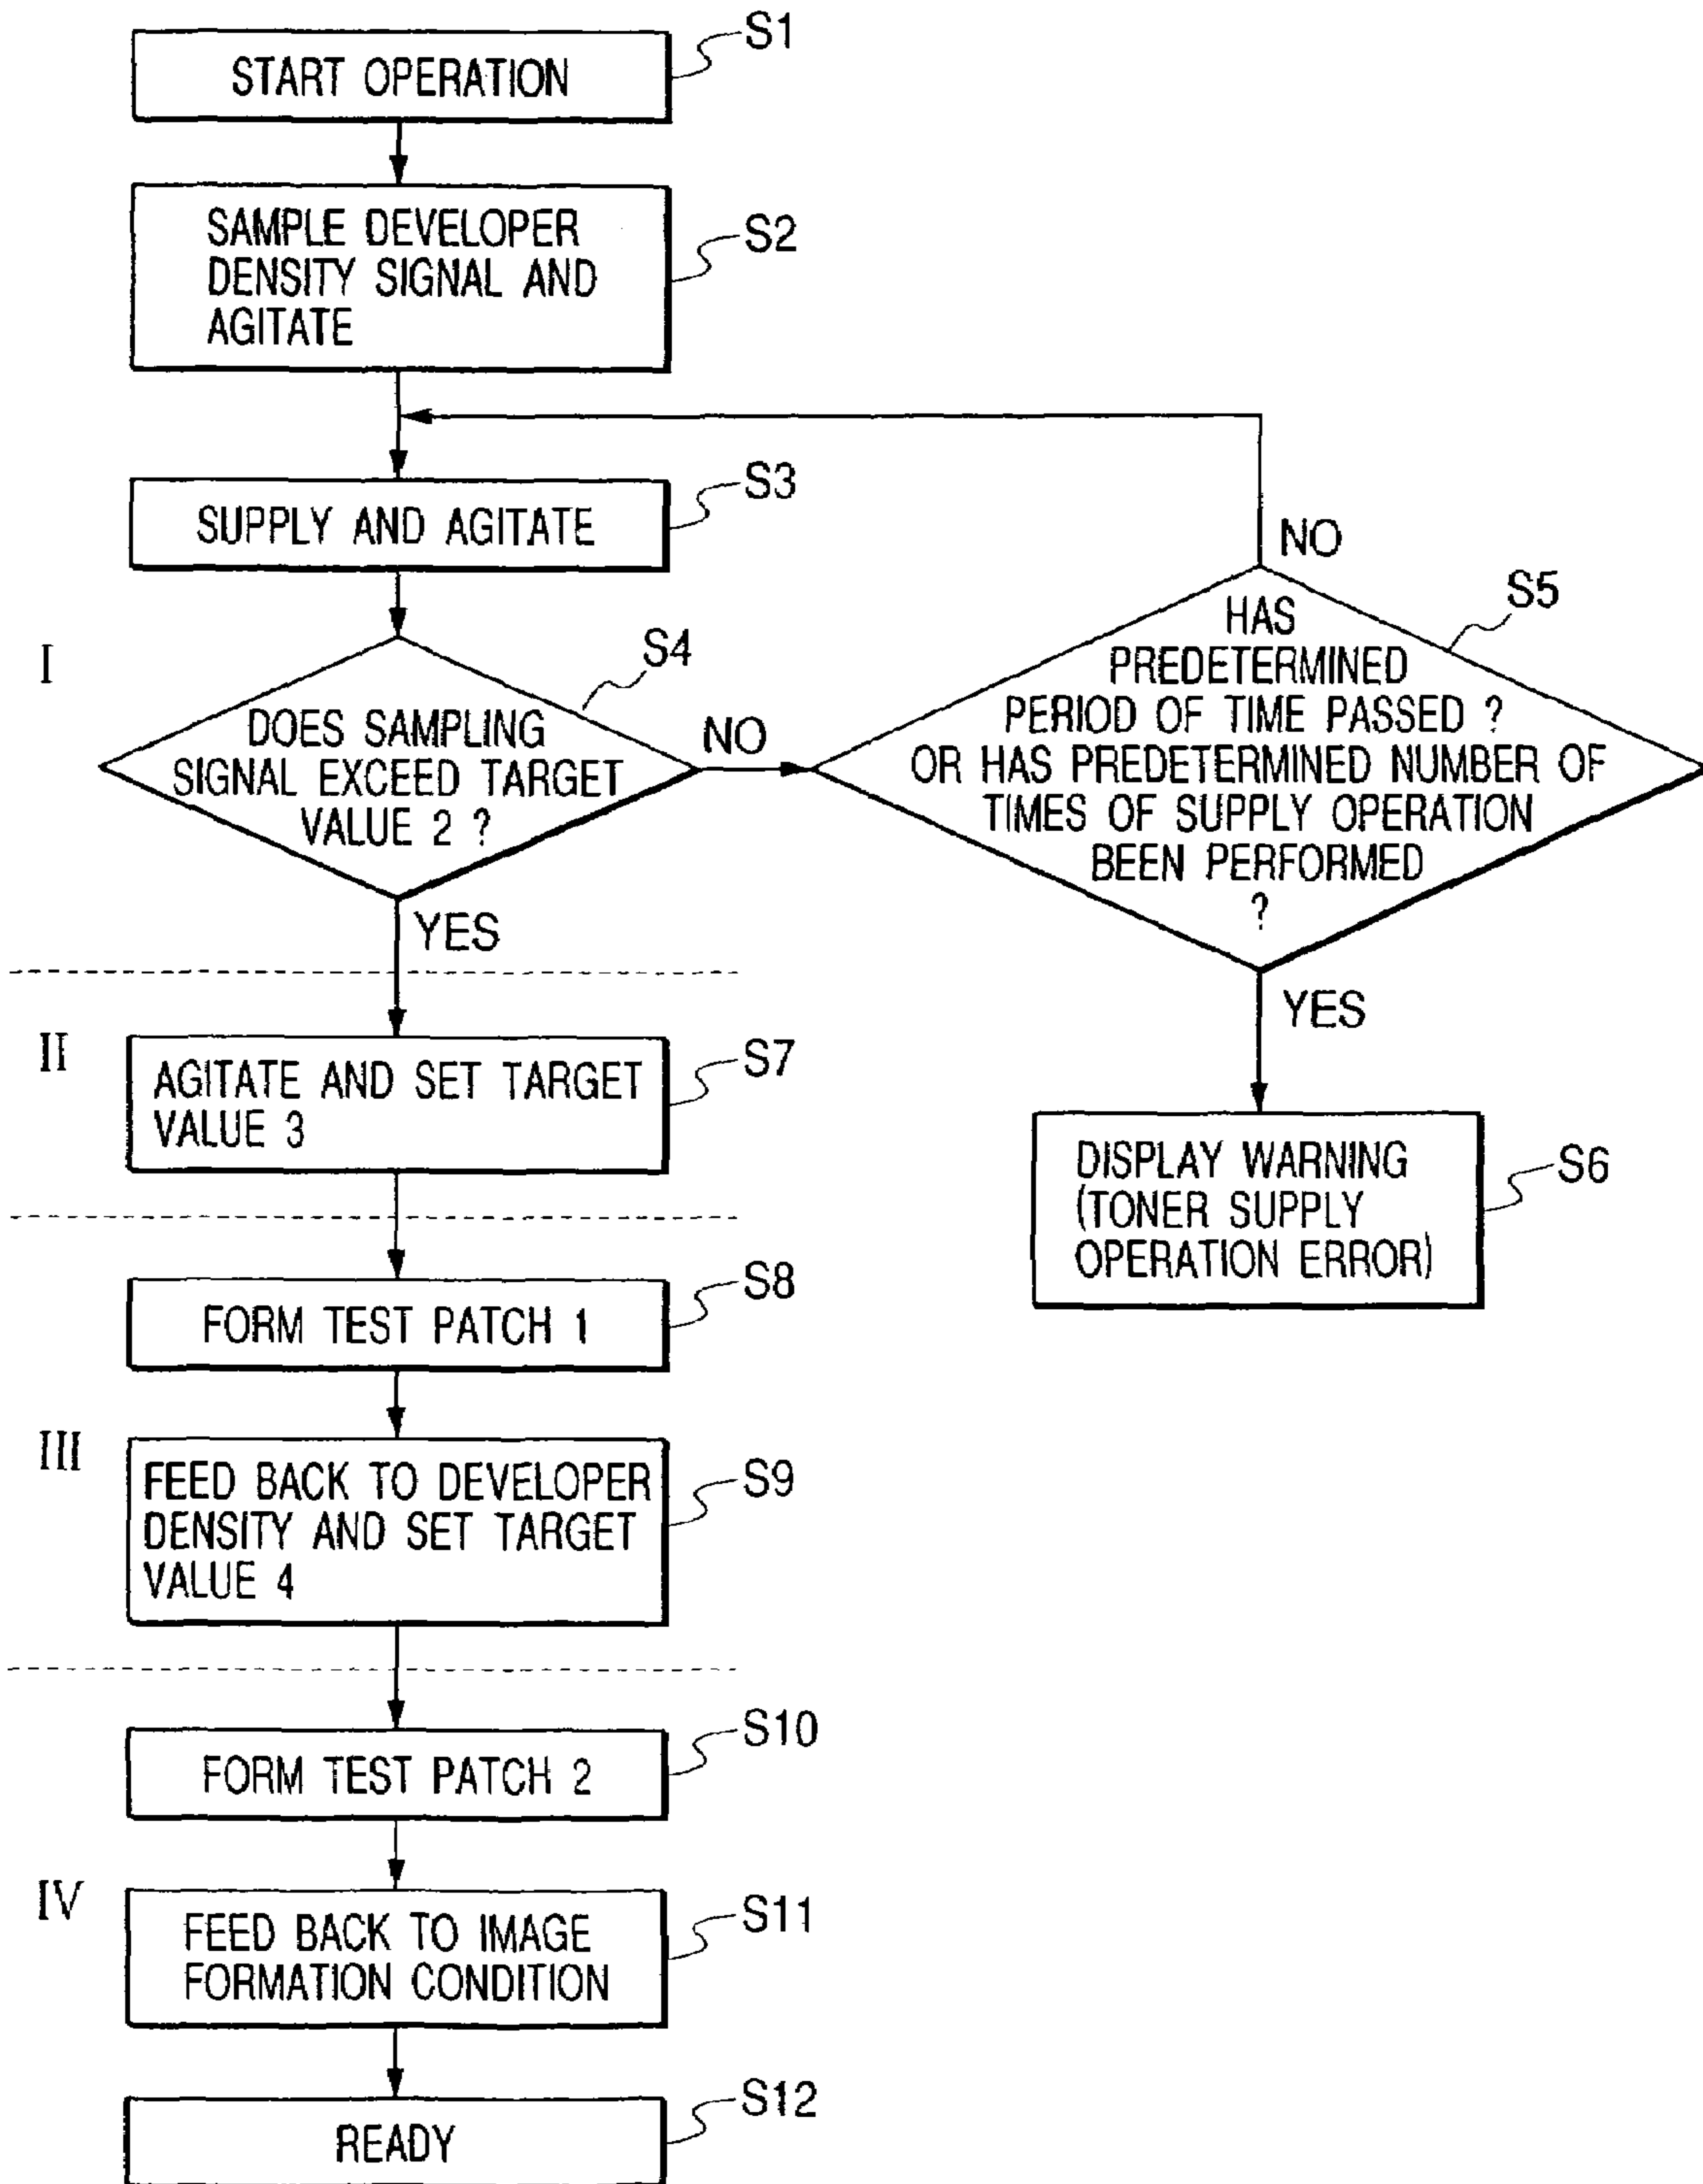 S1
START OPERATION
S2
SAMPLE DEVELOPER
DENSITY SIGNAL AND
AGITATE
S3
SUPPLY AND AGITATE
I
S4
DOES SAMPLING
SIGNAL EXCEED TARGET
VALUE 2 ?
NO
YES
NO
S5
HAS
PREDETERMINED
PERIOD OF TIME PASSED ?
OR HAS PREDETERMINED NUMBER OF
TIMES OF SUPPLY OPERATION
BEEN PERFORMED
?
YES
S6
DISPLAY WARNING
(TONER SUPPLY
OPERATION ERROR)
II
S7
AGITATE AND SET TARGET
VALUE 3
S8
FORM TEST PATCH 1
III
S9
FEED BACK TO DEVELOPER
DENSITY AND SET TARGET
VALUE 4
S10
FORM TEST PATCH 2
IV
S11
FEED BACK TO IMAGE
FORMATION CONDITION
S12
READY